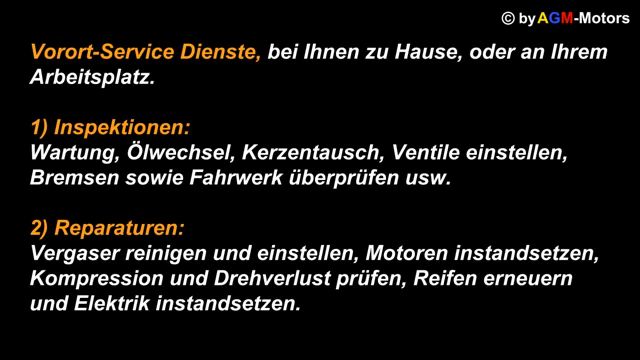 © by AGM-Motors
Vorort-Service Dienste, bei Ihnen zu Hause, oder an Ihrem
Arbeitsplatz.
1) Inspektionen:
Wartung, Ölwechsel, Kerzentausch, Ventile einstellen,
Bremsen sowie Fahrwerk überprüfen usw.
2) Reparaturen:
Vergaser reinigen und einstellen, Motoren instandsetzen,
Kompression und Drehverlust prüfen, Reifen erneuern
und Elektrik instandsetzen.